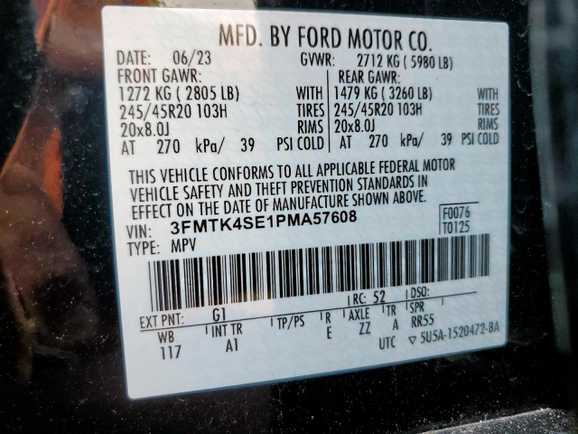 MFD. BY FORD MOTOR CO.
DATE: 06/23 GVWR: 2712 KG (5980 LB)
FRONT GAWR: REAR GAWR:
1272 KG (2805 LB) WITH 1479 KG (3260 LB) WITH
245/45R20 103H TIRES 245/45R20 103H TIRES
20x8.0J RIMS 20x8.0J RIMS
AT 270 kPa/ 39 PSI COLD AT 270 kPa/ 39 PSI COLD
THIS VEHICLE CONFORMS TO ALL APPLICABLE FEDERAL MOTOR
VEHICLE SAFETY AND THEFT PREVENTION STANDARDS IN
EFFECT ON THE DATE OF MANUFACTURE SHOWN ABOVE.
VIN: 3FMTK4SE1PMA57608 F0076
TYPE: MPV T0125
EXT PNT: G1 RC: 52 DSO:
WB INT TR TP/PS R AXLE TR SPR
117 A1 E ZZ A RR55
UTC ▽ 5U5A-1520472-BA